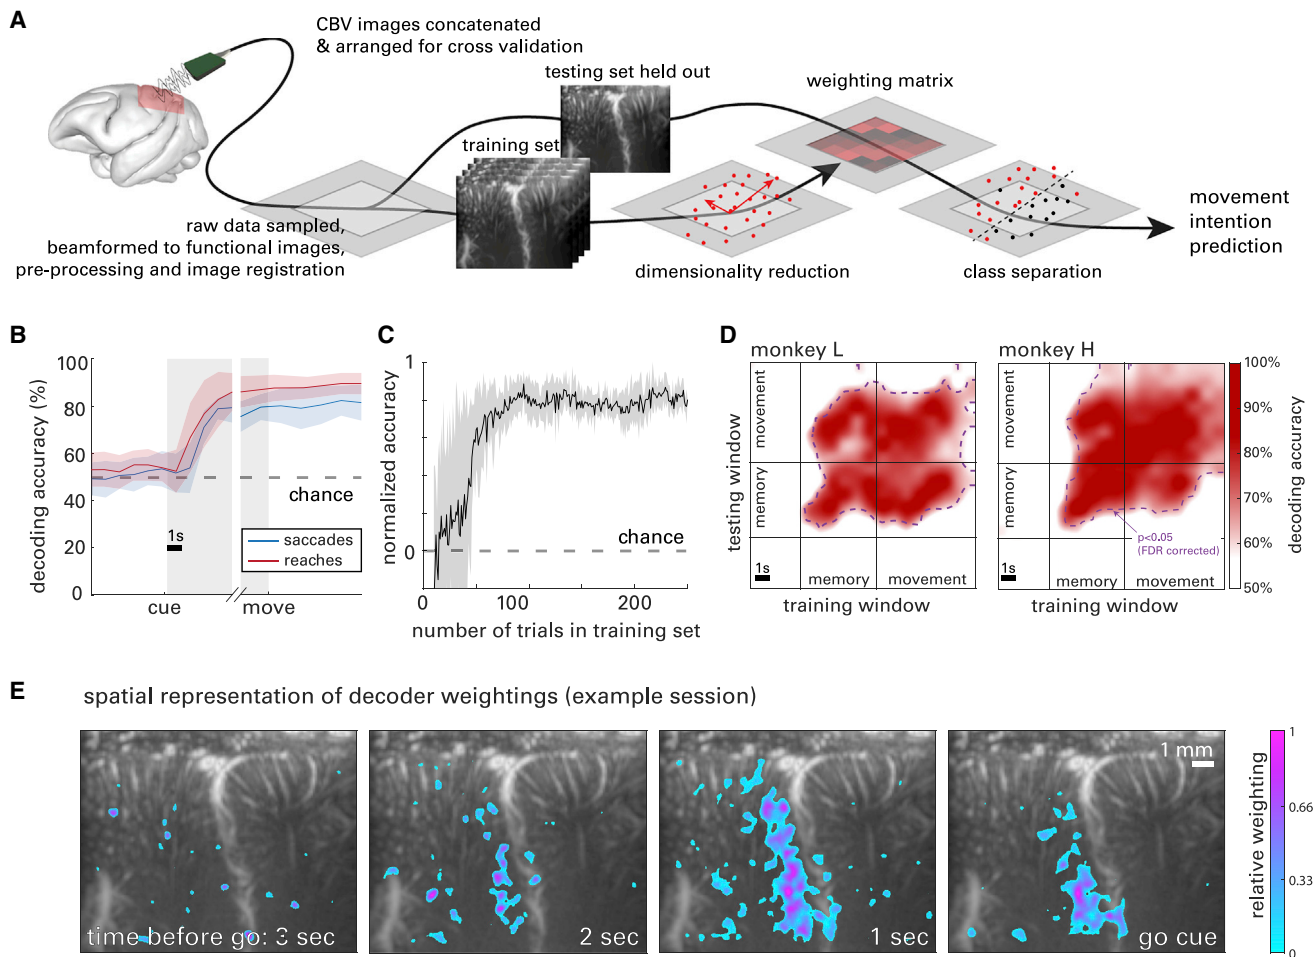 A
CBV images concatenated
& arranged for cross validation
testing set held out
weighting matrix
training set
raw data sampled,
beamformed to functional images,
pre-processing and image registration
dimensionality reduction
class separation
movement
intention
prediction
B
decoding accuracy (%)
100
80
60
40
20
0
chance
1s
saccades
reaches
cue
move
C
normalized accuracy
1
0
chance
0
100
200
number of trials in training set
D
monkey L
testing window
movement
memory
1s
memory
movement
training window
monkey H
movement
memory
p<0.05
(FDR corrected)
1s
memory
movement
training window
100%
90%
80%
70%
60%
50%
decoding accuracy
E
spatial representation of decoder weightings (example session)
time before go: 3 sec
2 sec
1 sec
1 mm
go cue
relative weighting
1
0.66
0.33
0